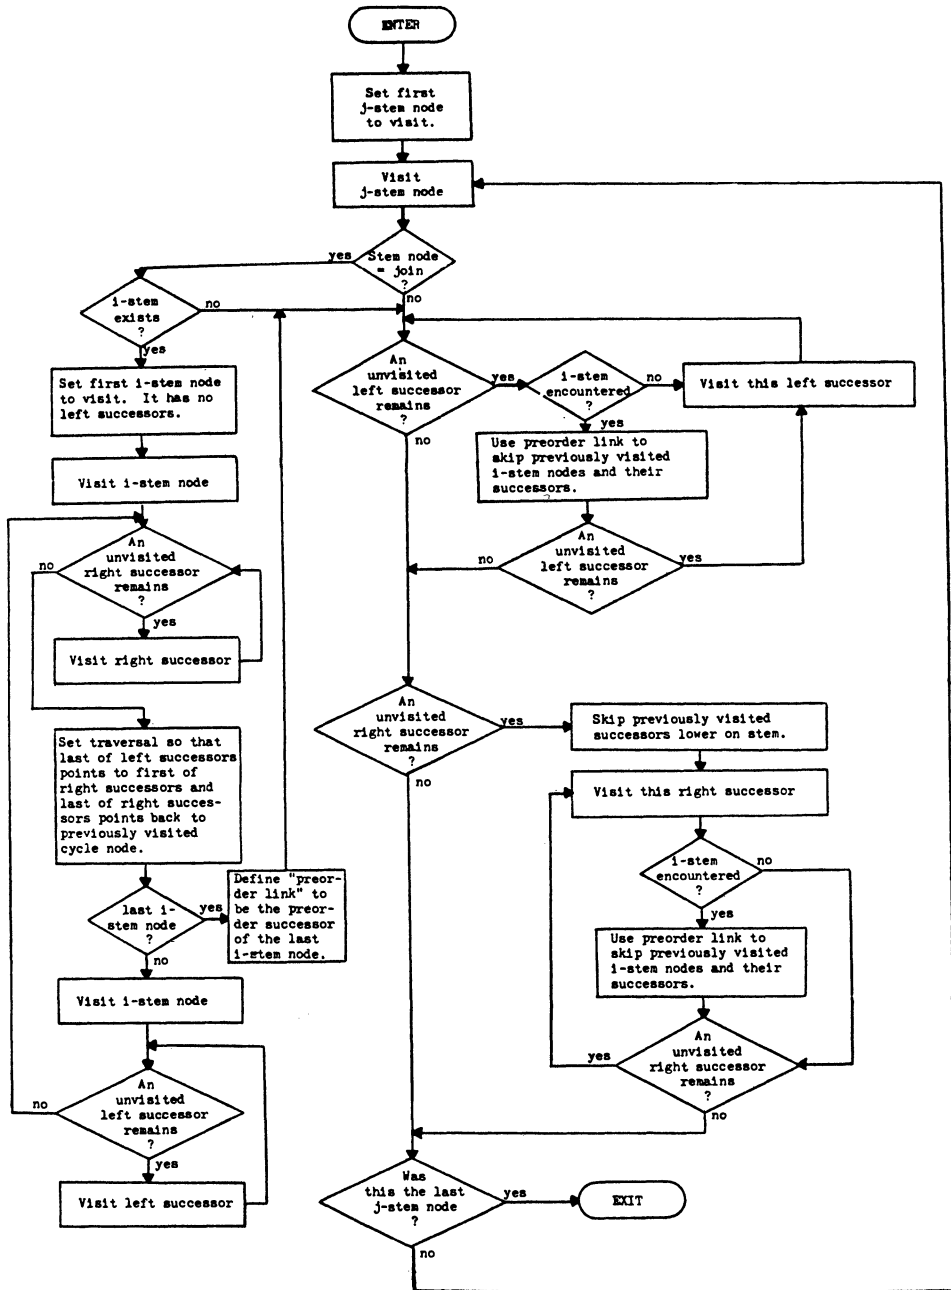 ENTER
Set first
j-stem node
to visit.
Visit
j-stem node
Stem node
= join
?
yes
no
i-stem
exists
?
no
yes
Set first i-stem node
to visit. It has no
left successors.
Visit i-stem node
An
unvisited
right successor
remains
?
no
yes
Visit right successor
Set traversal so that
last of left successors
points to first of
right successors and
last of right succes-
sors points back to
previously visited
cycle node.
last i-
stem node
?
yes
no
Define "preor-
der link" to
be the preor-
der successor
of the last
i-stem node.
Visit i-stem node
An
unvisited
left successor
remains
?
no
yes
Visit left successor
An
unvisited
left successor
remains
?
yes
no
i-stem
encountered
?
no
yes
Visit this left successor
Use preorder link to
skip previously visited
i-stem nodes and their
successors.
An
unvisited
left successor
remains
?
no
yes
An
unvisited
right successor
remains
?
yes
no
Skip previously visited
successors lower on stem.
Visit this right successor
i-stem
encountered
?
no
yes
Use preorder link to
skip previously visited
i-stem nodes and their
successors.
An
unvisited
right successor
remains
?
yes
no
Was
this the last
j-stem node
?
yes
no
EXIT